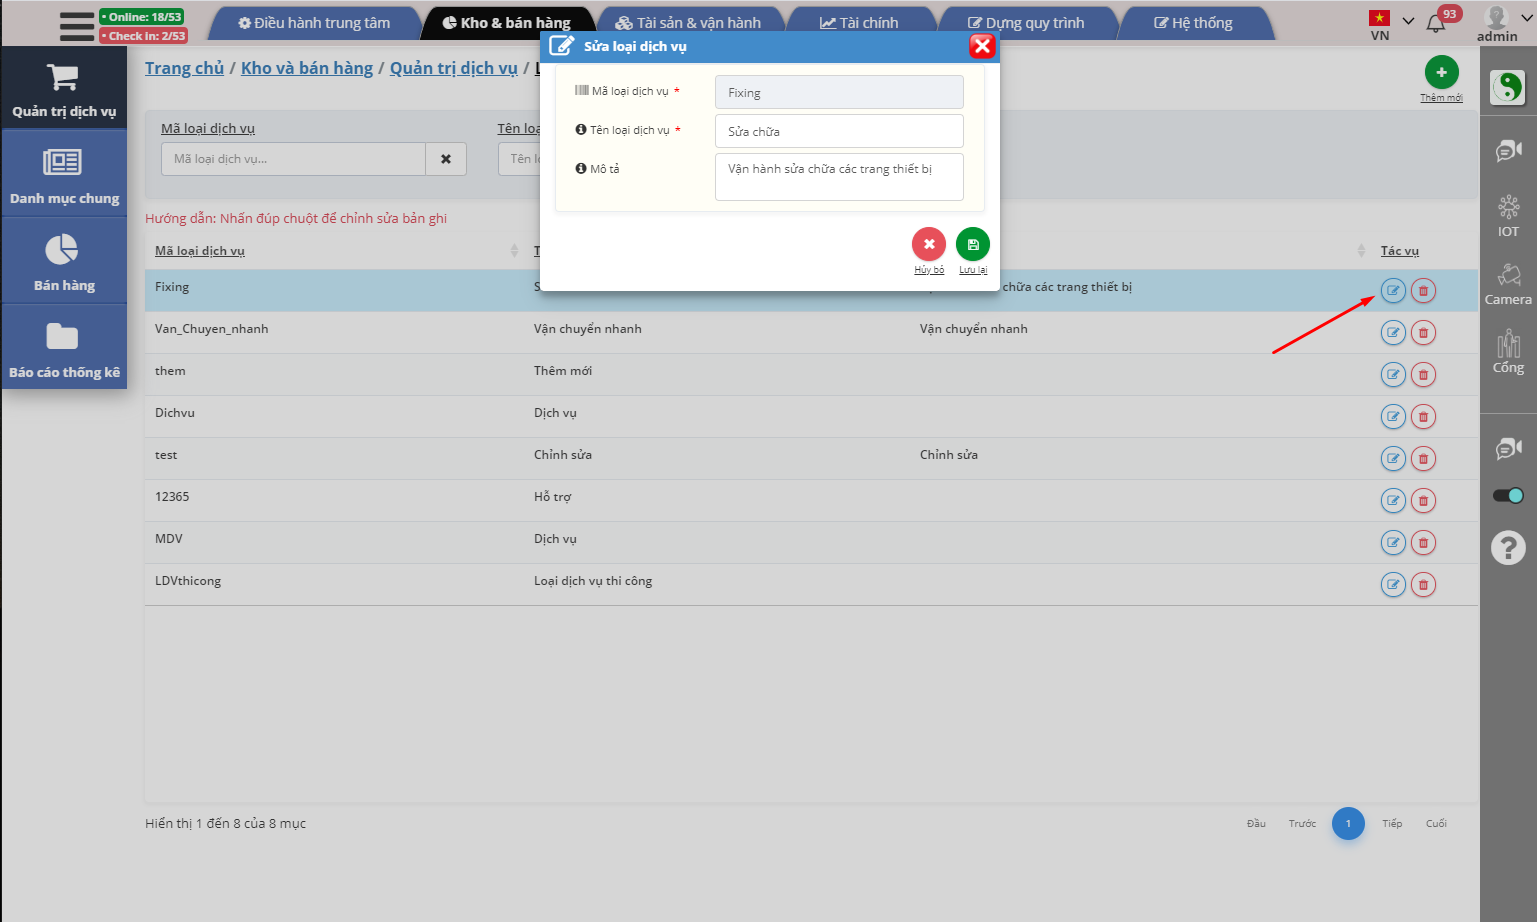 • Online: 18/53
• Check in: 2/53
Điều hành trung tâm
Kho & bán hàng
Tài sản & vận hành
Tài chính
Dựng quy trình
Hệ thống
VN
93
admin
Sửa loại dịch vụ
Trang chủ / Kho và bán hàng / Quản trị dịch vụ /
Thêm mới
Quản trị dịch vụ
Danh mục chung
Bán hàng
Báo cáo thống kê
Mã loại dịch vụ *
Fixing
Tên loại dịch vụ *
Sửa chữa
Mô tả
Vận hành sửa chữa các trang thiết bị
Hủy bỏ
Lưu lại
Mã loại dịch vụ
Tên loạ
Mã loại dịch vụ...
Tên l
Hướng dẫn: Nhấn đúp chuột để chỉnh sửa bản ghi
Mã loại dịch vụ
T
Tác vụ
Fixing
S
chữa các trang thiết bị
Van_Chuyen_nhanh
Vận chuyển nhanh
Vận chuyển nhanh
them
Thêm mới
Dichvu
Dịch vụ
test
Chỉnh sửa
Chỉnh sửa
12365
Hỗ trợ
MDV
Dịch vụ
LDVthicong
Loại dịch vụ thi công
Hiển thị 1 đến 8 của 8 mục
Đầu
Trước
1
Tiếp
Cuối
IOT
Camera
Cổng